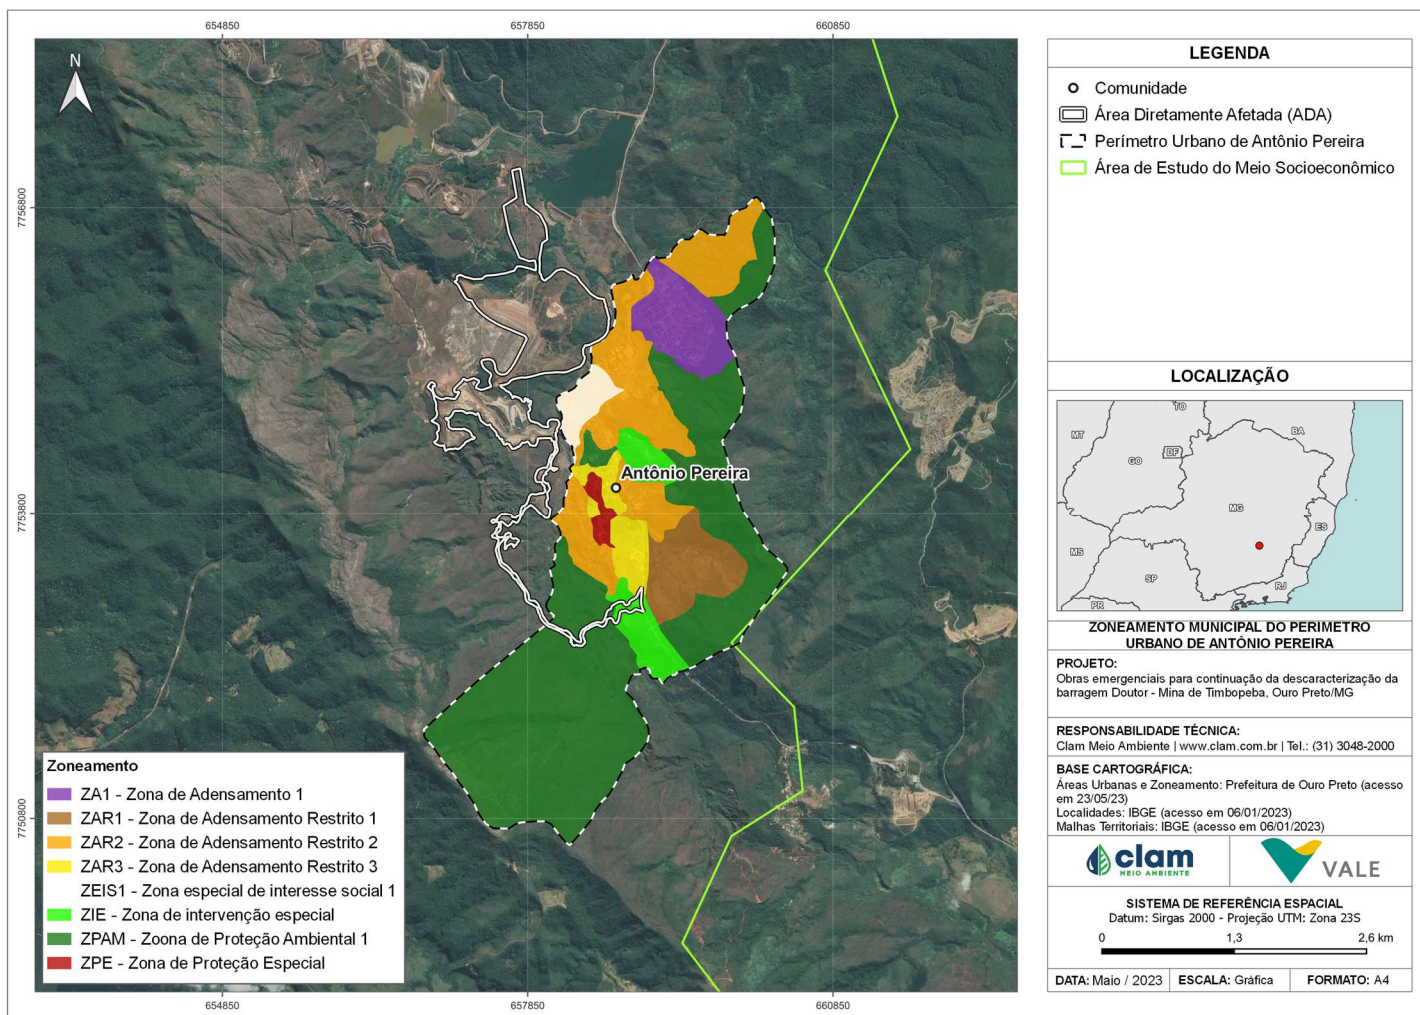 654850
657850
660850
N
7756800
7753800
7750800
Antônio Pereira
Zoneamento
ZA1 - Zona de Adensamento 1
ZAR1 - Zona de Adensamento Restrito 1
ZAR2 - Zona de Adensamento Restrito 2
ZAR3 - Zona de Adensamento Restrito 3
ZEIS1 - Zona especial de interesse social 1
ZIE - Zona de intervenção especial
ZPAM - Zoona de Proteção Ambiental 1
ZPE - Zona de Proteção Especial
654850
657850
660850
LEGENDA
Comunidade
Área Diretamente Afetada (ADA)
Perímetro Urbano de Antônio Pereira
Área de Estudo do Meio Socioeconômico
LOCALIZAÇÃO
TO
MT
BA
DF
GO
MG
ES
MS
SP
RJ
PR
ZONEAMENTO MUNICIPAL DO PERIMETRO
URBANO DE ANTÔNIO PEREIRA
PROJETO:
Obras emergenciais para continuação da descaracterização da
barragem Doutor - Mina de Timbopeba, Ouro Preto/MG
RESPONSABILIDADE TÉCNICA:
Clam Meio Ambiente | www.clam.com.br | Tel.: (31) 3048-2000
BASE CARTOGRÁFICA:
Áreas Urbanas e Zoneamento: Prefeitura de Ouro Preto (acesso
em 23/05/23)
Localidades: IBGE (acesso em 06/01/2023)
Malhas Territoriais: IBGE (acesso em 06/01/2023)
clam
MEIO AMBIENTE
VALE
SISTEMA DE REFERÊNCIA ESPACIAL
Datum: Sirgas 2000 - Projeção UTM: Zona 23S
0 1,3 2,6 km
DATA: Maio / 2023 ESCALA: Gráfica FORMATO: A4